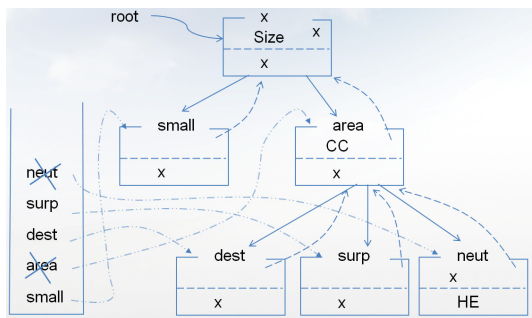 root
x
x
Size
x
small
x
area
CC
x
neut
surp
dest
area
small
dest
x
surp
x
neut
x
HE